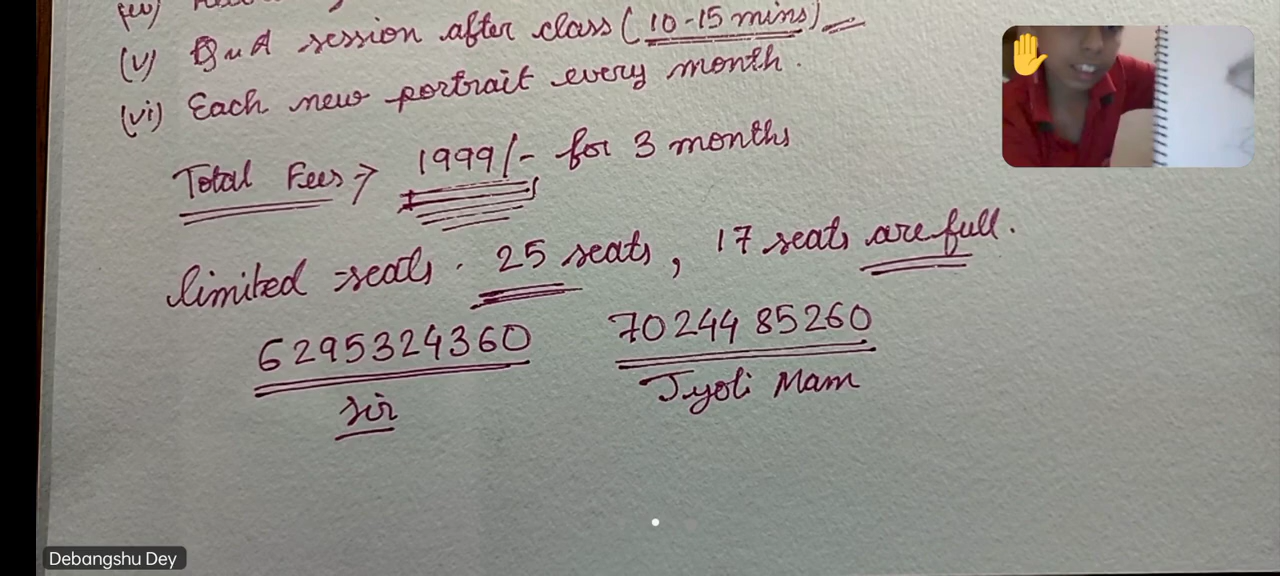 (v) QnA session after class (10-15 mins)
(vi) Each new portrait every month.
Total Fees → 1999/- for 3 months
limited seats. 25 seats, 17 seats are full.
6295324360 7024485260
Sir Jyoti Mam
Debangshu Dey